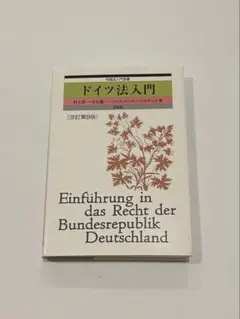 ドイツ法入門
〔改訂第9版〕
Einführung in
das Recht der
Bundesrepublik
Deutschland